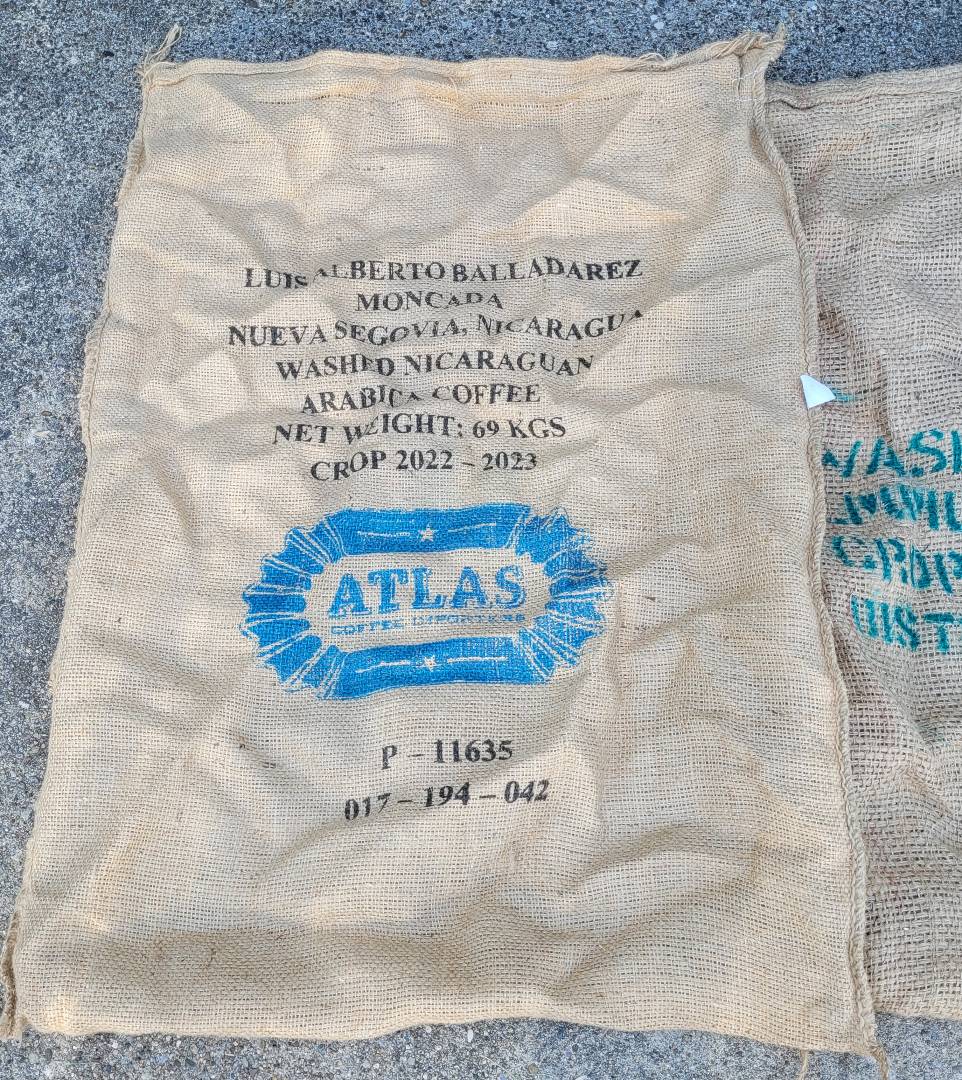 LUIS ALBERTO BALLADAREZ
MONCADA
NUEVA SEGOVIA, NICARAGUA
WASHED NICARAGUAN
ARABICA COFFEE
NET WEIGHT: 69 KGS
CROP 2022 – 2023
ATLAS
COFFEE IMPORTERS
P – 11635
017 – 194 – 042
WASH
CROP